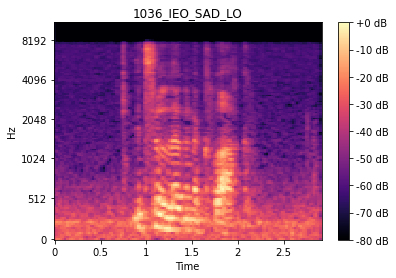 1036_IEO_SAD_LO
8192
4096
2048
1024
512
0
Hz
0
0.5
1
1.5
2
2.5
Time
+0 dB
-10 dB
-20 dB
-30 dB
-40 dB
-50 dB
-60 dB
-70 dB
-80 dB